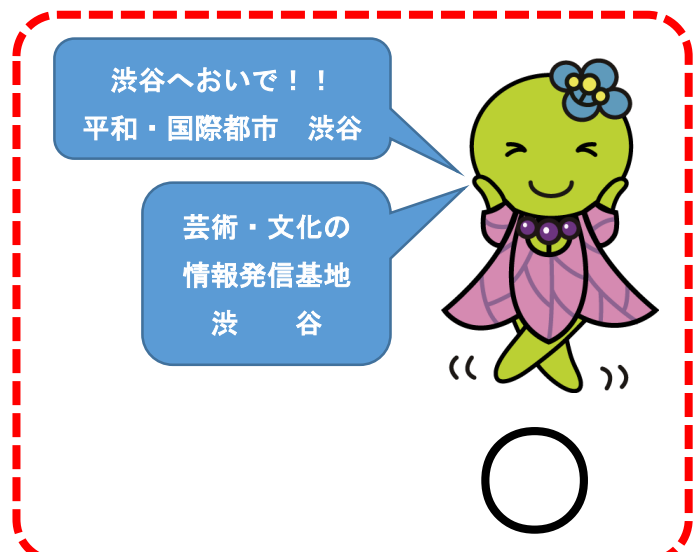 渋谷へおいで！！
平和・国際都市　渋谷
芸術・文化の
情報発信基地
渋　　谷